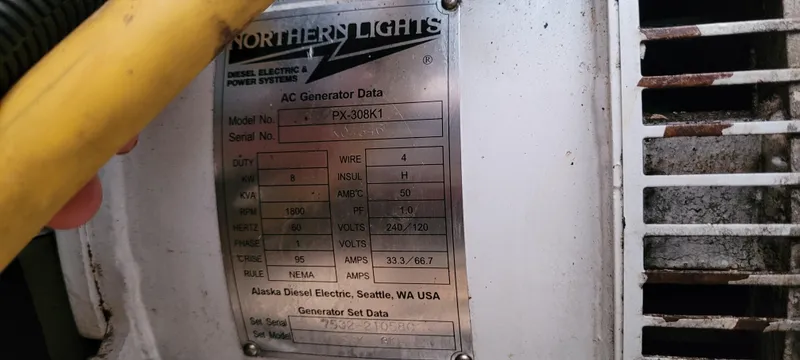 NORTHERN LIGHTS
DIESEL ELECTRIC &
POWER SYSTEMS
®
AC Generator Data
Model No. PX-308K1
Serial No.
DUTY WIRE 4
KW 8 INSUL H
KVA AMB°C 50
RPM 1800 PF 1.0
HERTZ 60 VOLTS 240/120
PHASE 1 VOLTS
°CRISE 95 AMPS 33.3/66.7
RULE NEMA AMPS
Alaska Diesel Electric, Seattle, WA USA
Generator Set Data
Set Serial
Set Model